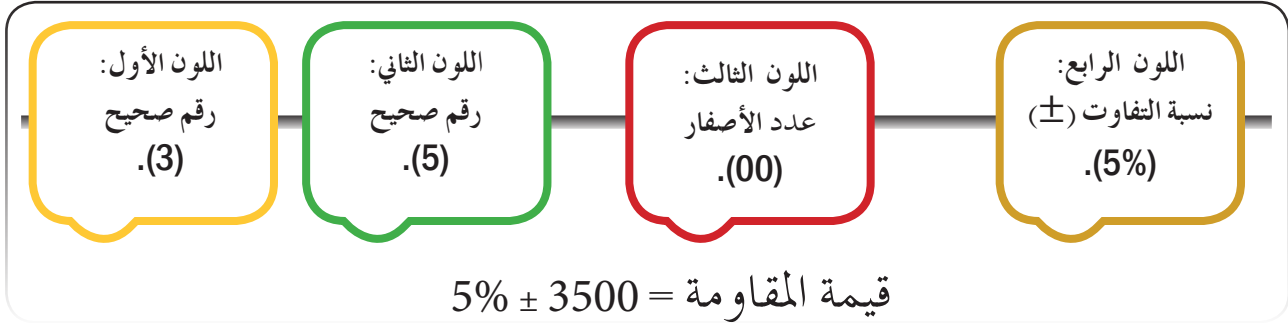 اللون الأول:
رقم صحيح
(3).
اللون الثاني:
رقم صحيح
(5).
اللون الثالث:
عدد الأصفار
(00).
اللون الرابع:
نسبة التفاوت (±)
(5%).
قيمة المقاومة = 3500 ± 5%